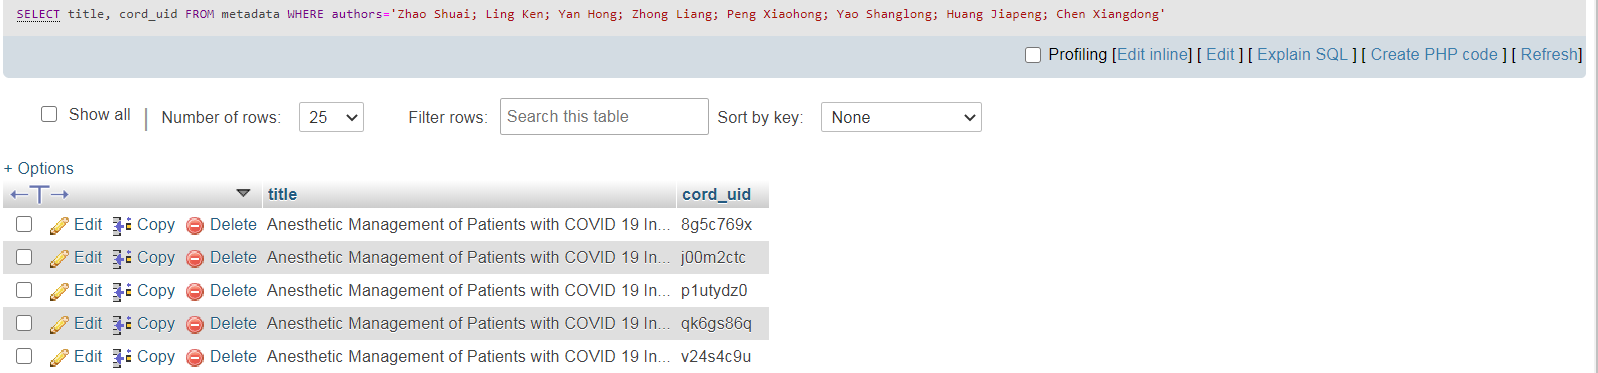 SELECT title, cord_uid FROM metadata WHERE authors='Zhao Shuai; Ling Ken; Yan Hong; Zhong Liang; Peng Xiaohong; Yao Shanglong; Huang Jiapeng; Chen Xiangdong'
Profiling [Edit inline] [ Edit ] [ Explain SQL ] [ Create PHP code ] [ Refresh]
Show all | Number of rows: 25 Filter rows: Search this table Sort by key: None
+ Options
←T→ title cord_uid
Edit Copy Delete Anesthetic Management of Patients with COVID 19 In... 8g5c769x
Edit Copy Delete Anesthetic Management of Patients with COVID 19 In... j00m2ctc
Edit Copy Delete Anesthetic Management of Patients with COVID 19 In... p1utydz0
Edit Copy Delete Anesthetic Management of Patients with COVID 19 In... qk6gs86q
Edit Copy Delete Anesthetic Management of Patients with COVID 19 In... v24s4c9u